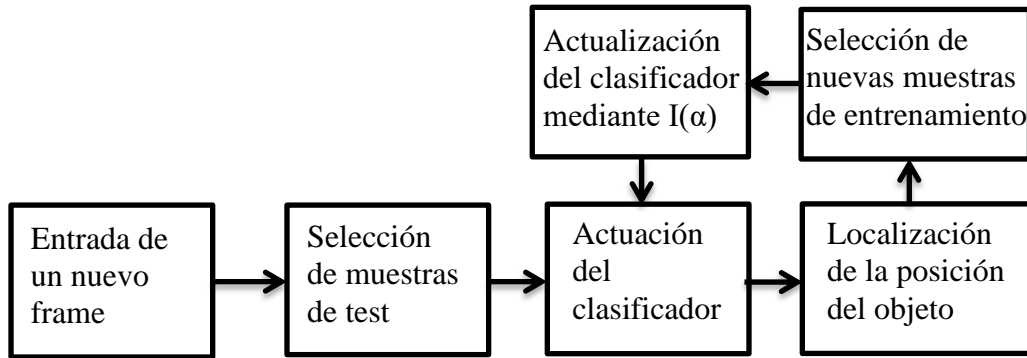 Actualización
del clasificador
mediante I(α)
Selección de
nuevas muestras
de entrenamiento
Entrada de
un nuevo
frame
Selección
de muestras
de test
Actuación
del
clasificador
Localización
de la posición
del objeto